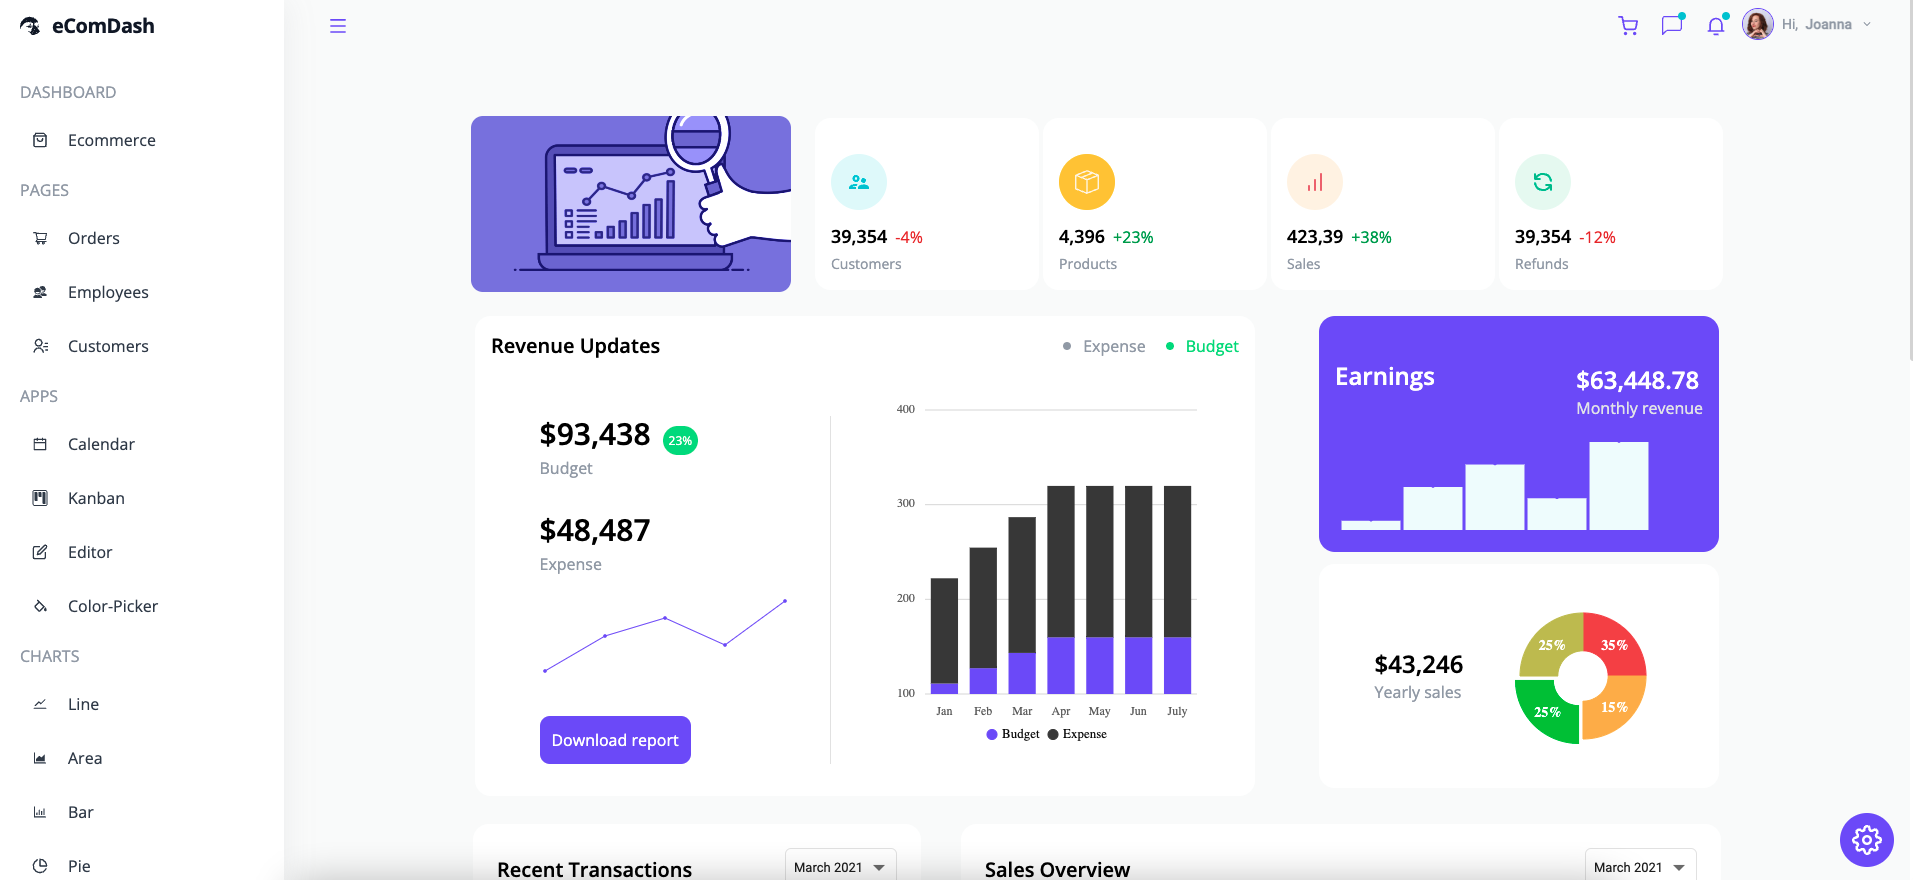 eComDash
Hi, Joanna
DASHBOARD
Ecommerce
PAGES
Orders
Employees
Customers
APPS
Calendar
Kanban
Editor
Color-Picker
CHARTS
Line
Area
Bar
Pie
39,354 -4%
Customers
4,396 +23%
Products
423,39 +38%
Sales
39,354 -12%
Refunds
Revenue Updates
Expense
Budget
$93,438 23%
Budget
$48,487
Expense
Download report
400
300
200
100
Jan Feb Mar Apr May Jun July
Budget Expense
Earnings
$63,448.78
Monthly revenue
$43,246
Yearly sales
25% 35%
25% 15%
Recent Transactions
March 2021
Sales Overview
March 2021